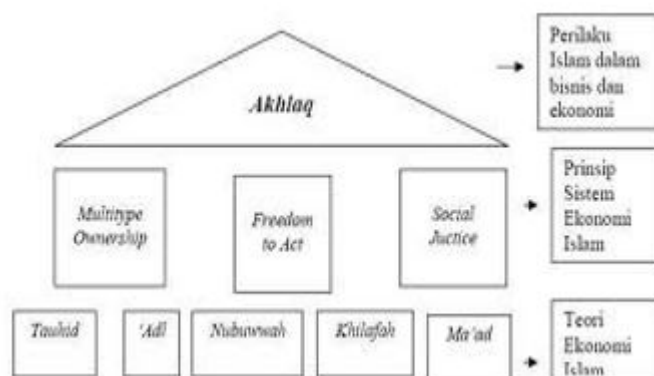 Akhlaq
Perilaku
Islam dalam
bisnis dan
ekonomi
Multitype
Ownership
Freedom
to Act
Social
Juctice
Prinsip
Sistem
Ekonomi
Islam
Tauhid
'Adl
Nubuwwah
Khilafah
Ma'ad
Teori
Ekonomi
Islam